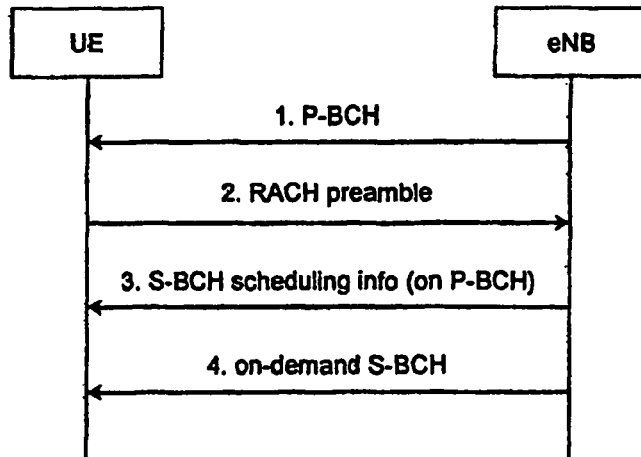 UE
eNB
1. P-BCH
2. RACH preamble
3. S-BCH scheduling info (on P-BCH)
4. on-demand S-BCH